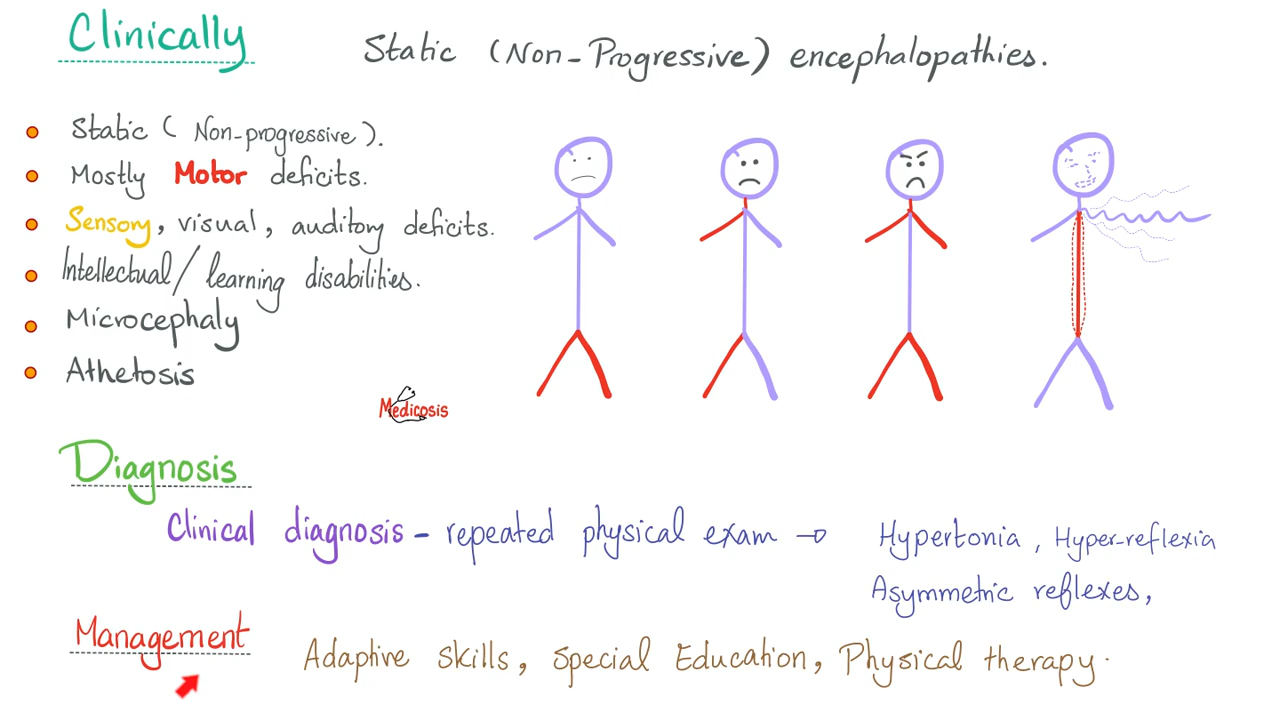 Clinically
Static (Non-Progressive) encephalopathies.
Static (Non-progressive).
Mostly Motor deficits.
Sensory, visual, auditory deficits.
Intellectual/learning disabilities.
Microcephaly
Athetosis
Medicosis
Diagnosis
Clinical diagnosis - repeated physical exam → Hypertonia, Hyper-reflexia
Asymmetric reflexes,
Management
Adaptive skills, Special Education, Physical therapy.